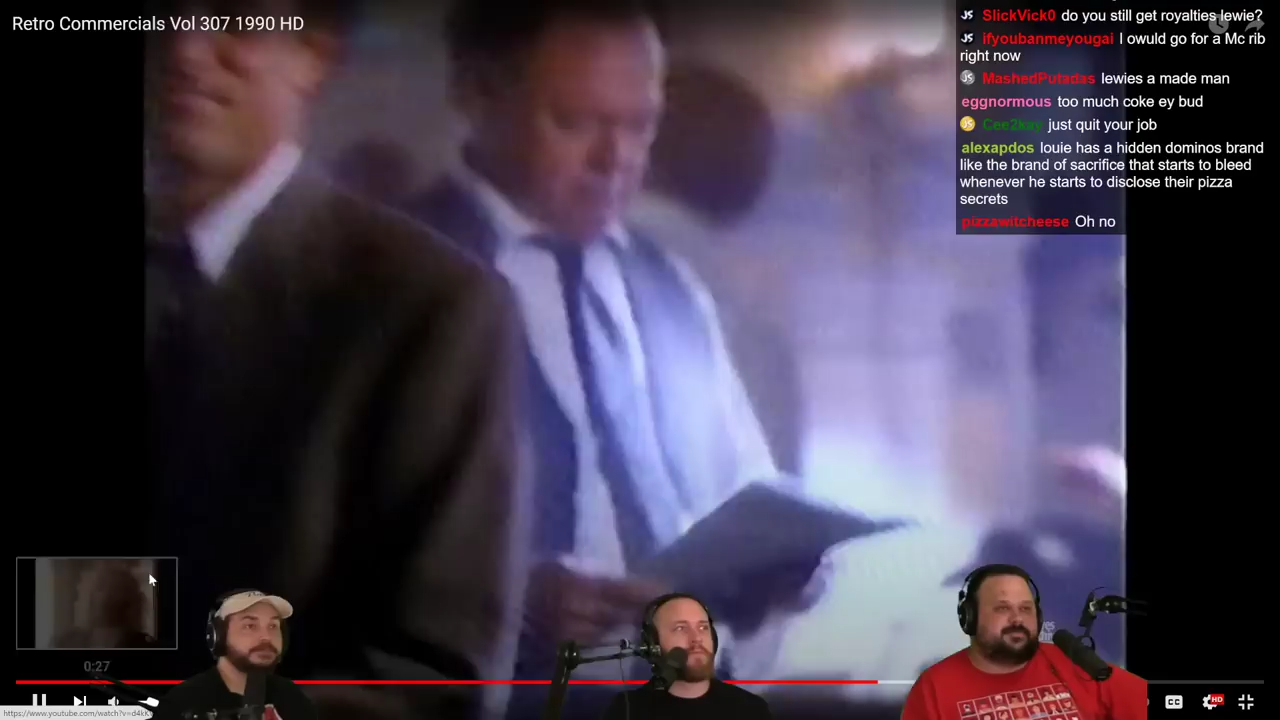 Retro Commercials Vol 307 1990 HD
SlickVick0 do you still get royalties lewie?
ifyoubanmeyougai I owuld go for a Mc rib
right now
MashedPutadas lewies a made man
eggnormous too much coke ey bud
Cee2kay just quit your job
alexapdos louie has a hidden dominos brand
like the brand of sacrifice that starts to bleed
whenever he starts to disclose their pizza
secrets
pizzawitcheese Oh no
0:27
CC
HD